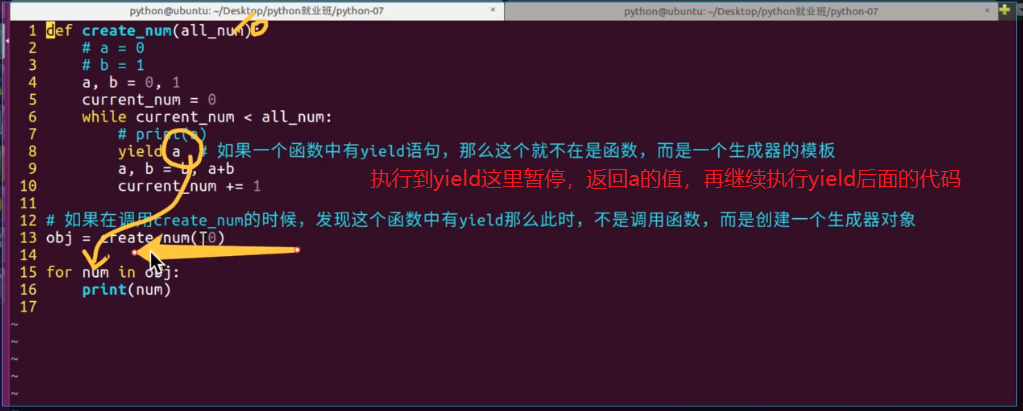 python@ubuntu: ~/Desktop/python就业班/python-07 × python@ubuntu: ~/Desktop/python就业班/python-07 ×
1 def create_num(all_num):
2 # a = 0
3 # b = 1
4 a, b = 0, 1
5 current_num = 0
6 while current_num < all_num:
7 # print(a)
8 yield a # 如果一个函数中有yield语句，那么这个就不在是函数，而是一个生成器的模板
9 a, b = b, a+b
执行到yield这里暂停，返回a的值，再继续执行yield后面的代码
10 current_num += 1
11
12 # 如果在调用create_num的时候，发现这个函数中有yield那么此时，不是调用函数，而是创建一个生成器对象
13 obj = create_num(10)
14
15 for num in obj:
16 print(num)
17
~
~
~
~
~